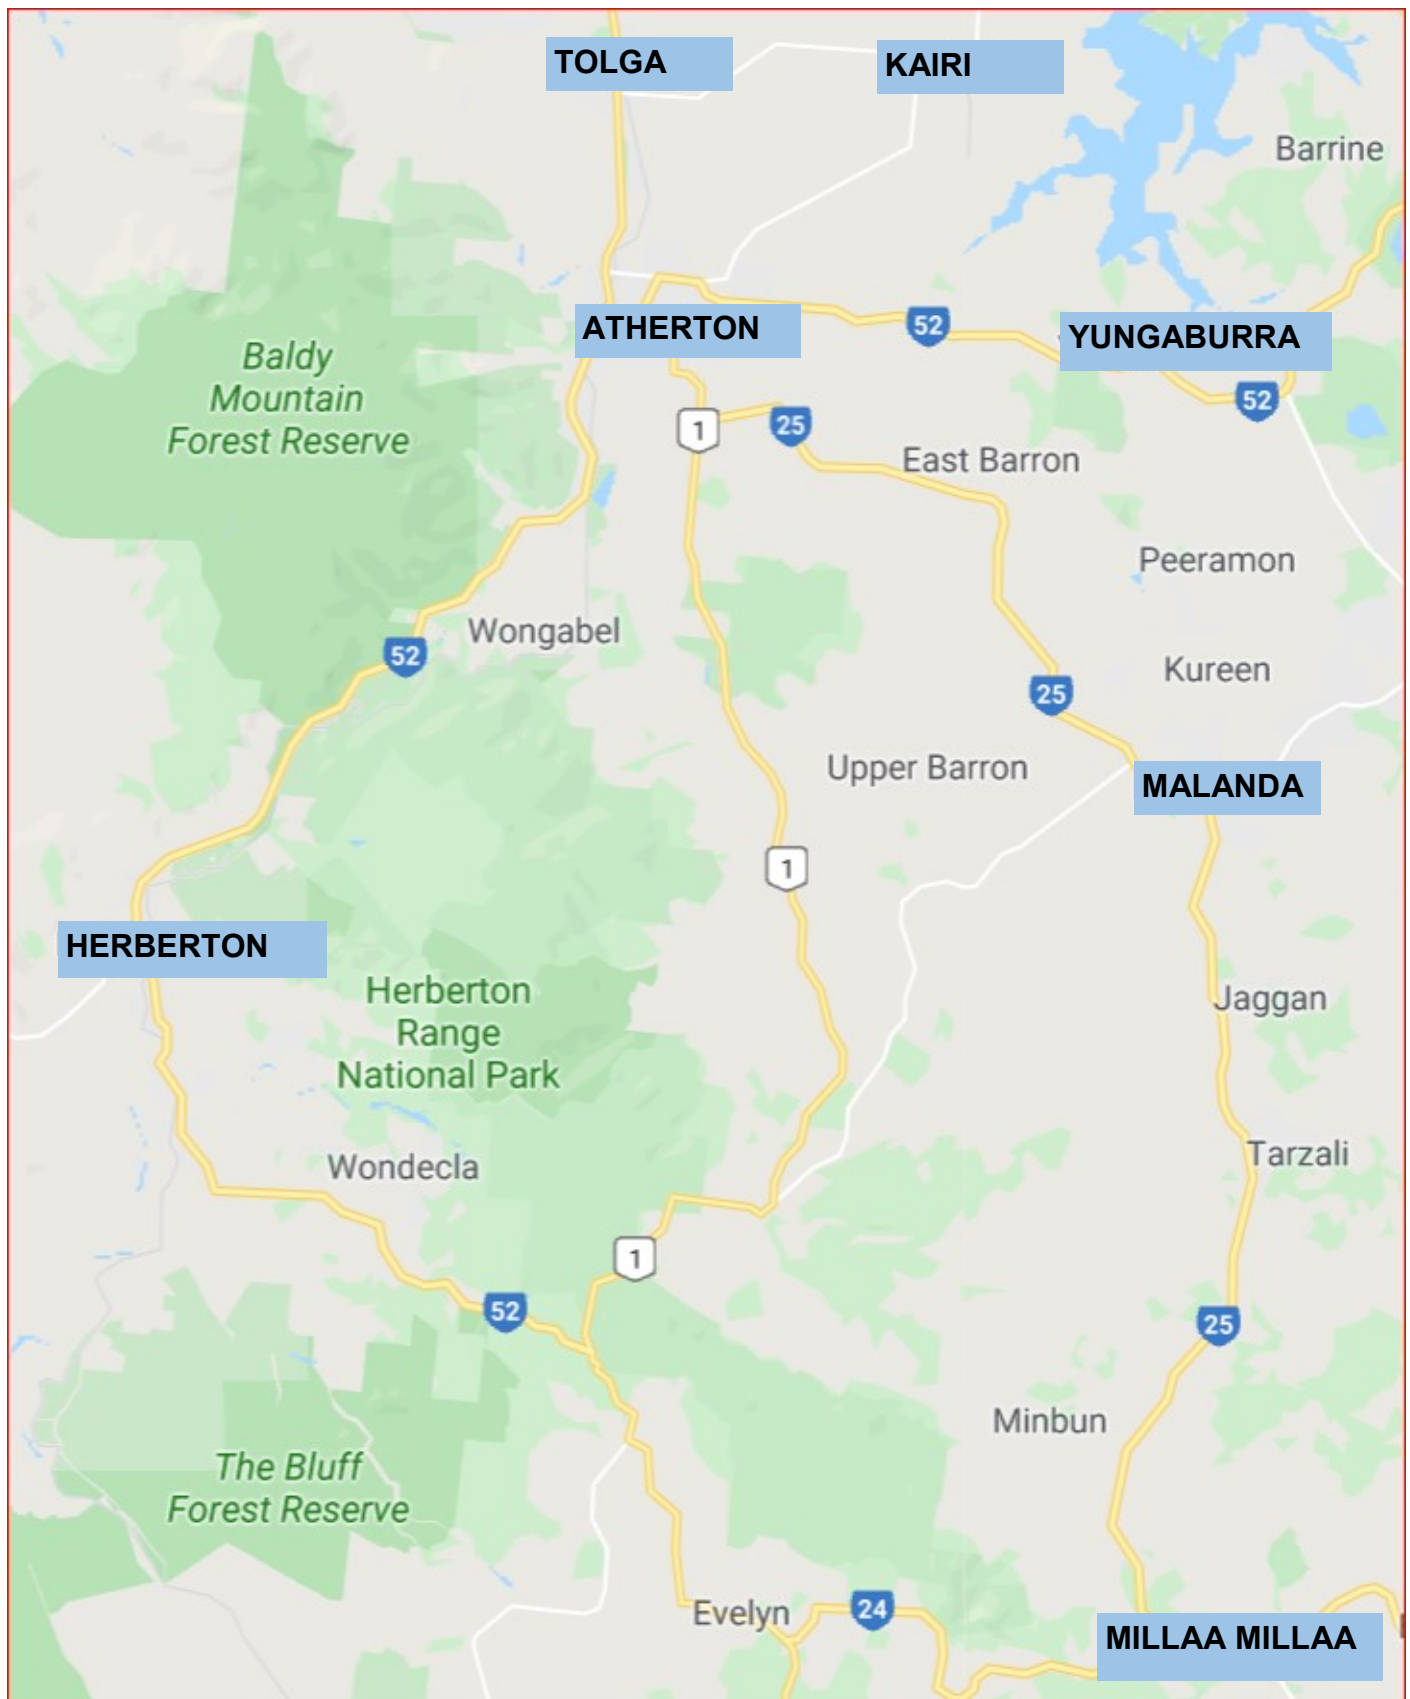 TOLGA
KAIRI
Barrine
ATHERTON
52
YUNGABURRA
Baldy
Mountain
Forest Reserve
52
1
25
East Barron
Peeramon
Wongabel
52
Kureen
25
Upper Barron
MALANDA
1
HERBERTON
Herberton
Range
National Park
Jaggan
Wondecla
Tarzali
1
52
25
Minbun
The Bluff
Forest Reserve
Evelyn
24
MILLAA MILLAA